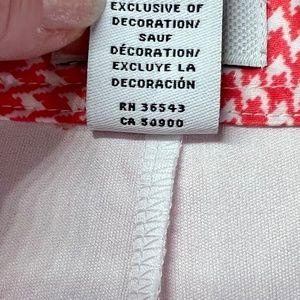 EXCLUSIVE OF
DECORATION/
SAUF
DÉCORATION/
EXCLUYE LA
DECORACIÓN
RN 36543
CA 50900